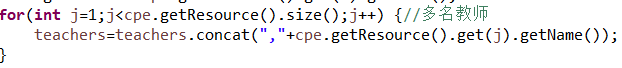 for(int j=1;j<cpe.getResource().size();j++) {//多名教师
teachers=teachers.concat(","+cpe.getResource().get(j).getName());
}